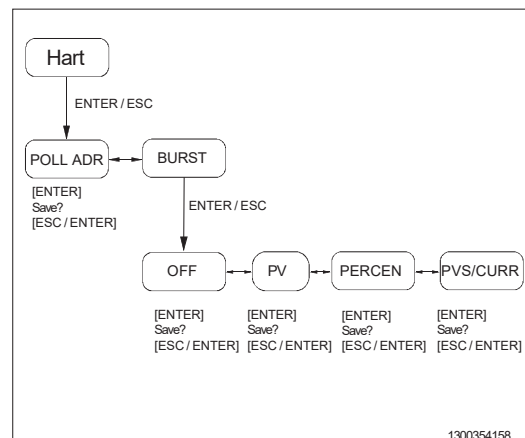 Hart
ENTER / ESC
POLL ADR
BURST
[ENTER]
Save?
[ESC / ENTER]
ENTER / ESC
OFF
PV
PERCEN
PVS/CURR
[ENTER]
Save?
[ESC / ENTER]
[ENTER]
Save?
[ESC / ENTER]
[ENTER]
Save?
[ESC / ENTER]
[ENTER]
Save?
[ESC / ENTER]
1300354158